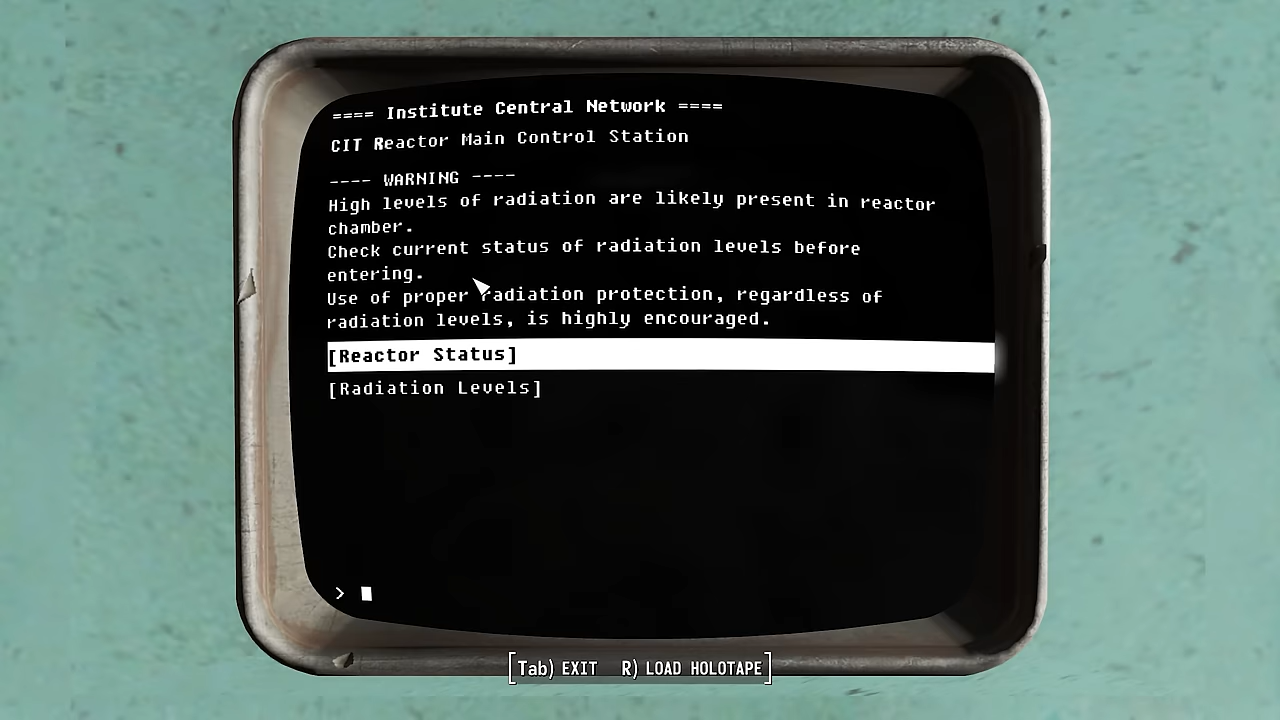 ==== Institute Central Network ====
CIT Reactor Main Control Station
---- WARNING ----
High levels of radiation are likely present in reactor
chamber.
Check current status of radiation levels before
entering.
Use of proper radiation protection, regardless of
radiation levels, is highly encouraged.
[Reactor Status]
[Radiation Levels]
>
[Tab) EXIT R) LOAD HOLOTAPE]